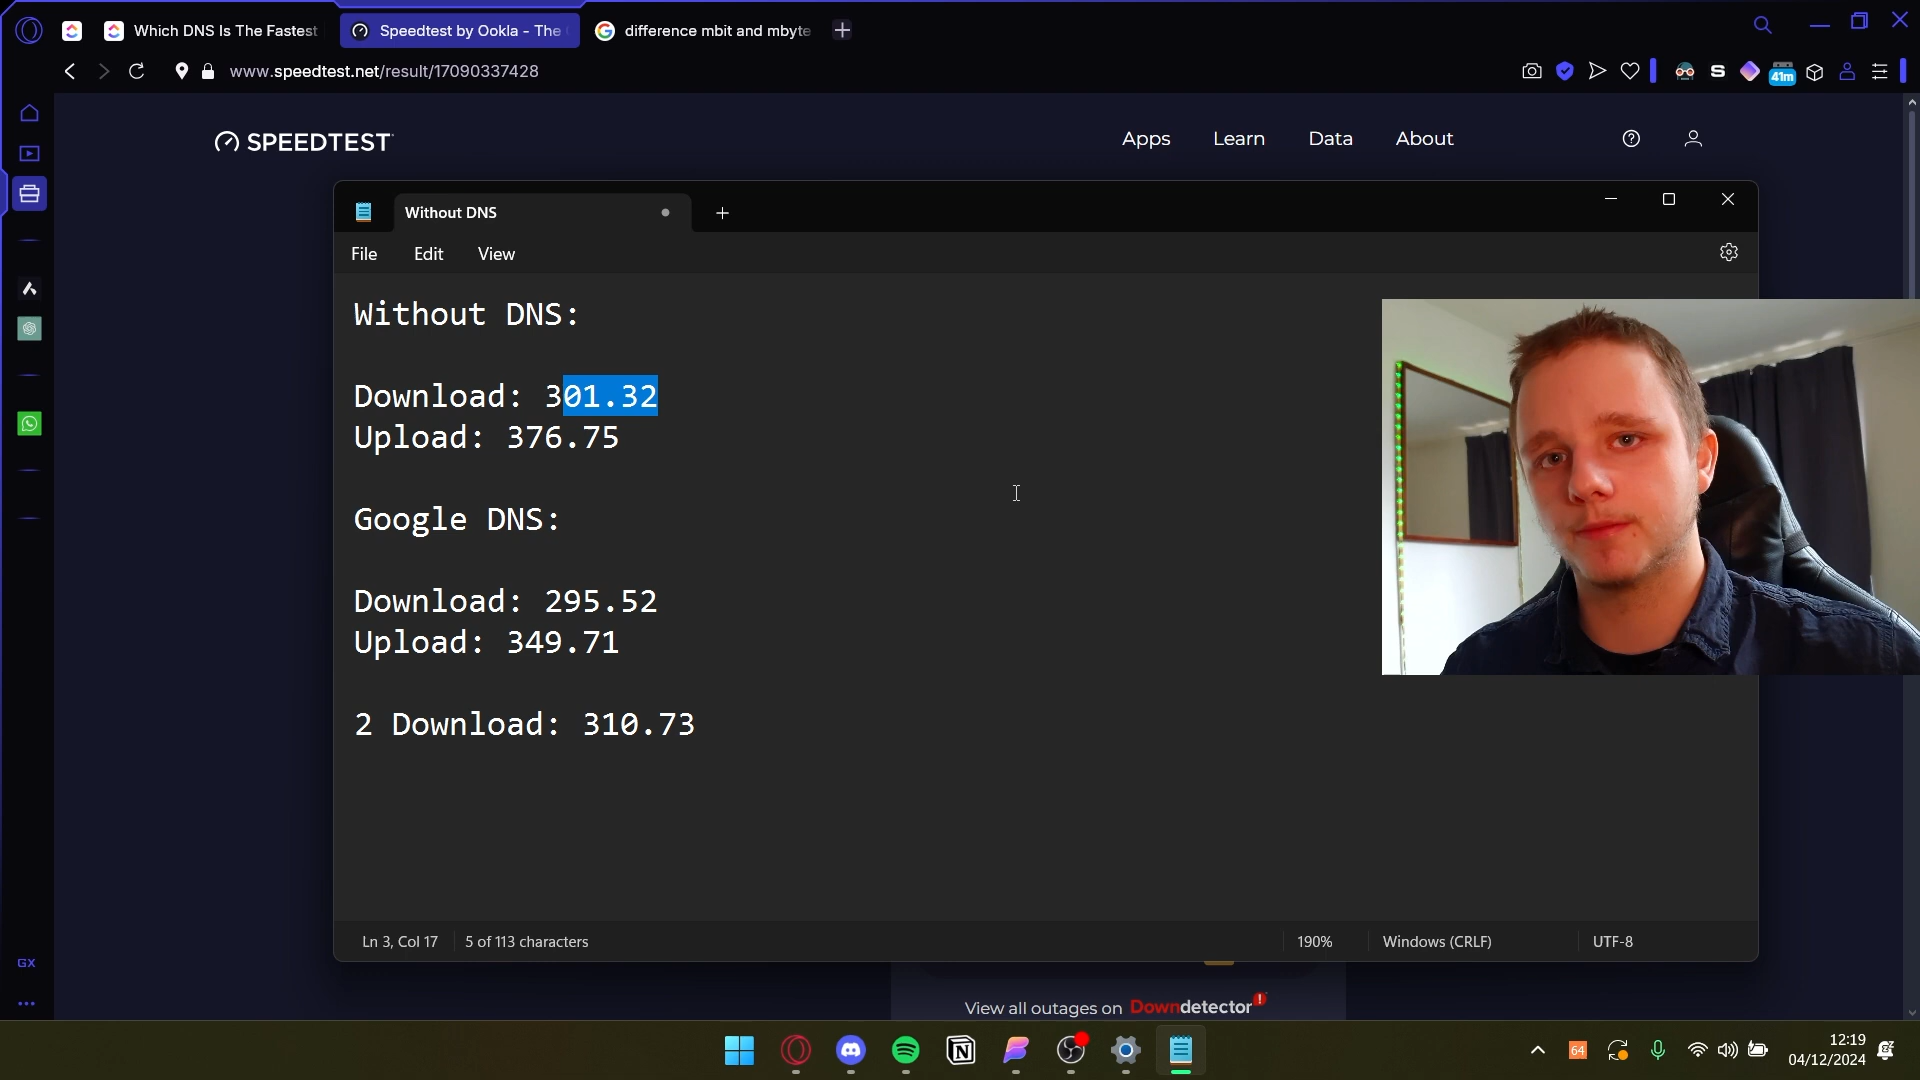 Which DNS Is The Fastest
Speedtest by Ookla - The
difference mbit and mbyte
www.speedtest.net/result/17090337428
41m
SPEEDTEST
Apps
Learn
Data
About
Without DNS
File
Edit
View
Without DNS:
Download: 301.32
Upload: 376.75
Google DNS:
Download: 295.52
Upload: 349.71
2 Download: 310.73
Ln 3, Col 17
5 of 113 characters
190%
Windows (CRLF)
UTF-8
GX
View all outages on Downdetector
64
12:19
04/12/2024